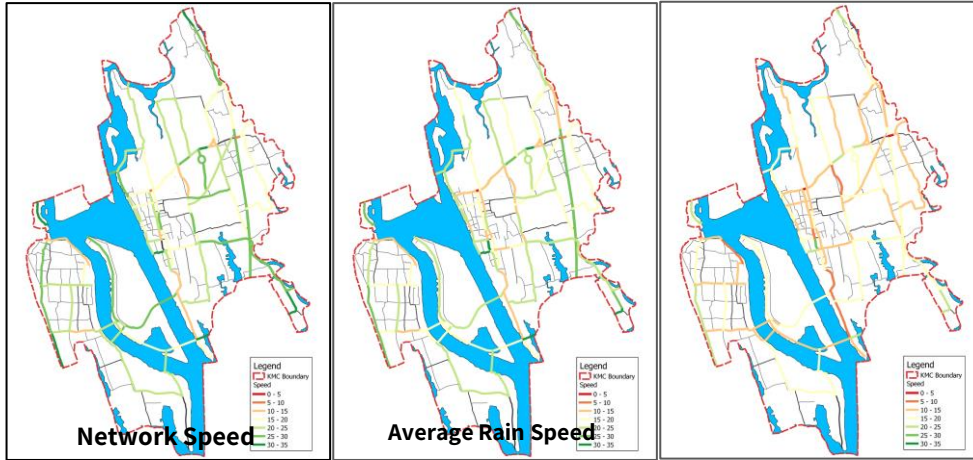 Legend
KMC Boundary
Speed
0 - 5
5 - 10
10 - 15
15 - 20
20 - 25
25 - 30
30 - 35
Network Speed
Legend
KMC Boundary
Speed
0 - 5
5 - 10
10 - 15
15 - 20
20 - 25
25 - 30
30 - 35
Average Rain Speed
Legend
KMC Boundary
Speed
0 - 5
5 - 10
10 - 15
15 - 20
20 - 25
25 - 30
30 - 35